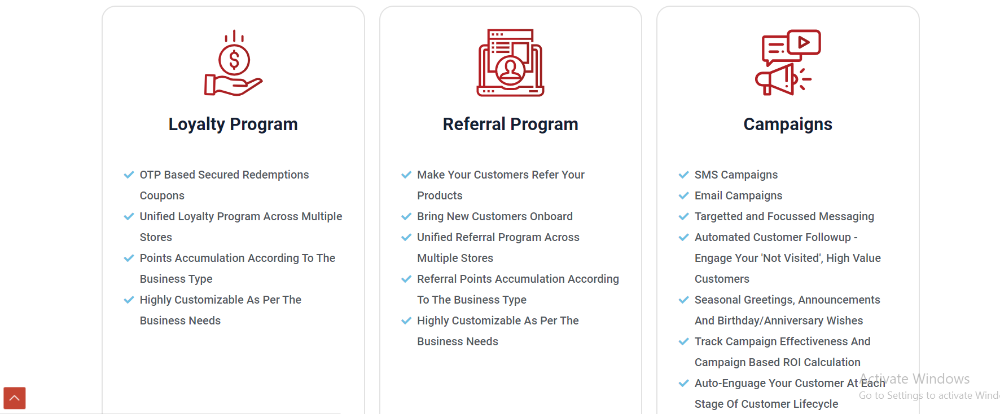 $
Loyalty Program
OTP Based Secured Redemptions
Coupons
Unified Loyalty Program Across Multiple
Stores
Points Accumulation According To The
Business Type
Highly Customizable As Per The
Business Needs
Referral Program
Make Your Customers Refer Your
Products
Bring New Customers Onboard
Unified Referral Program Across
Multiple Stores
Referral Points Accumulation According
To The Business Type
Highly Customizable As Per The
Business Needs
Campaigns
SMS Campaigns
Email Campaigns
Targetted and Focussed Messaging
Automated Customer Followup -
Engage Your 'Not Visited', High Value
Customers
Seasonal Greetings, Announcements
And Birthday/Anniversary Wishes
Track Campaign Effectiveness And
Campaign Based ROI Calculation
Auto-Enguage Your Customer At Each
Stage Of Customer Lifecycle
Activate Windows
Go to Settings to activate Wind